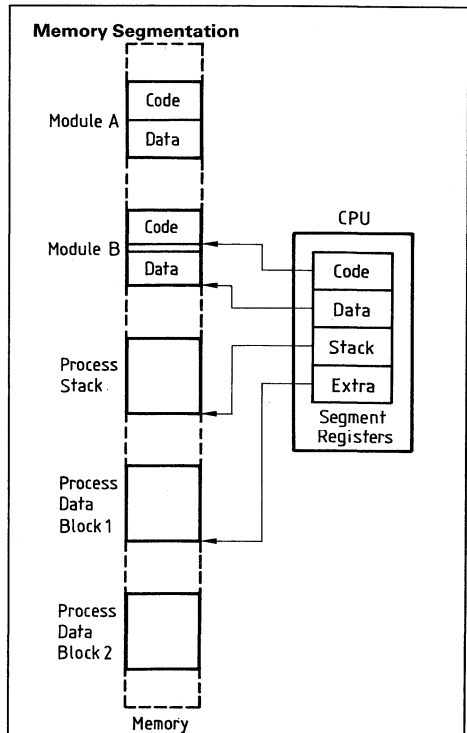 Memory Segmentation
Module A
Code
Data
Module B
Code
Data
Process
Stack
Process
Data
Block 1
Process
Data
Block 2
Memory
CPU
Code
Data
Stack
Extra
Segment
Registers